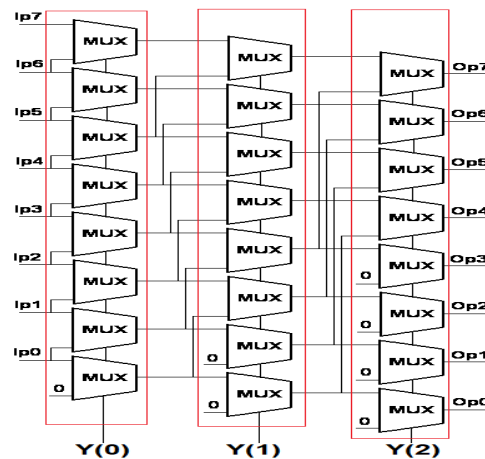 Ip7
MUX
MUX
MUX
Ip6
Op7
MUX
MUX
MUX
Ip5
Op6
MUX
MUX
MUX
Ip4
Op5
MUX
MUX
MUX
Ip3
Op4
MUX
MUX
MUX
Ip2
0
Op3
MUX
MUX
MUX
Ip1
0
Op2
MUX
MUX
MUX
Ip0
0
0
Op1
MUX
MUX
MUX
0
0
0
Op0
Y(0)
Y(1)
Y(2)